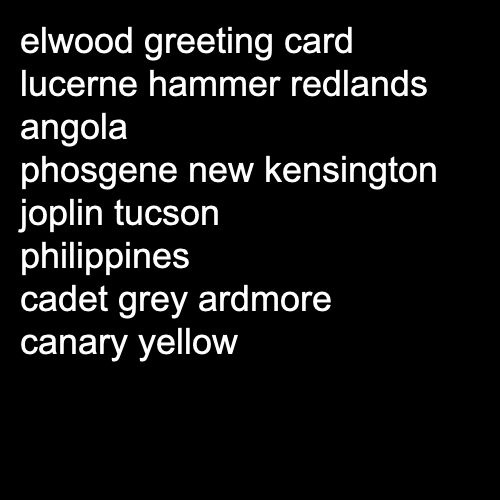 elwood greeting card
lucerne hammer redlands
angola
phosgene new kensington
joplin tucson
philippines
cadet grey ardmore
canary yellow